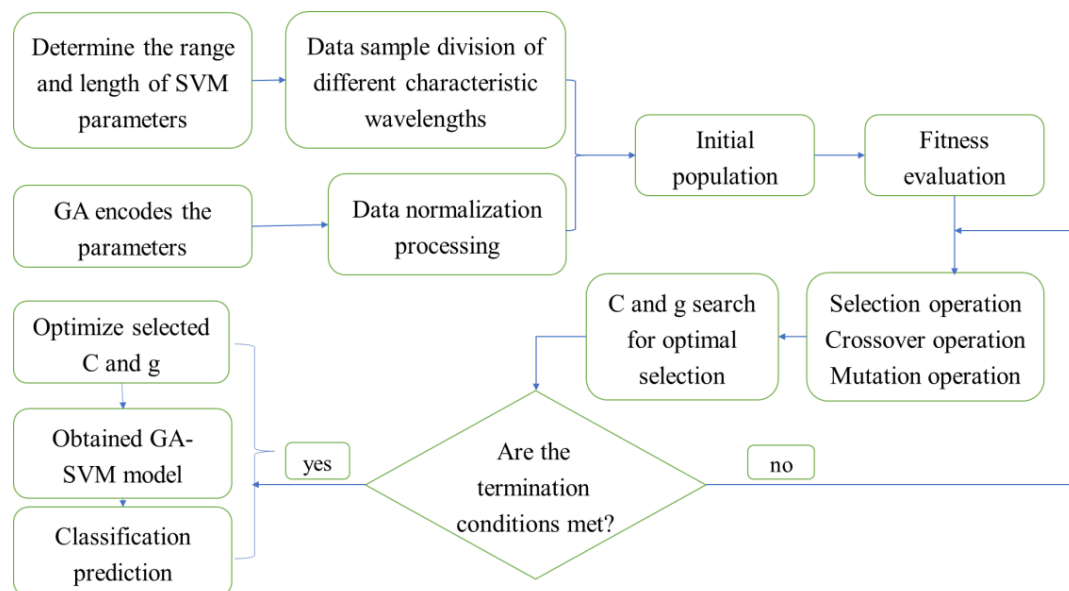 Determine the range
and length of SVM
parameters
Data sample division of
different characteristic
wavelengths
Initial
population
Fitness
evaluation
GA encodes the
parameters
Data normalization
processing
Selection operation
Crossover operation
Mutation operation
C and g search
for optimal
selection
Are the
termination
conditions met?
yes
no
Optimize selected
C and g
Obtained GA-
SVM model
Classification
prediction